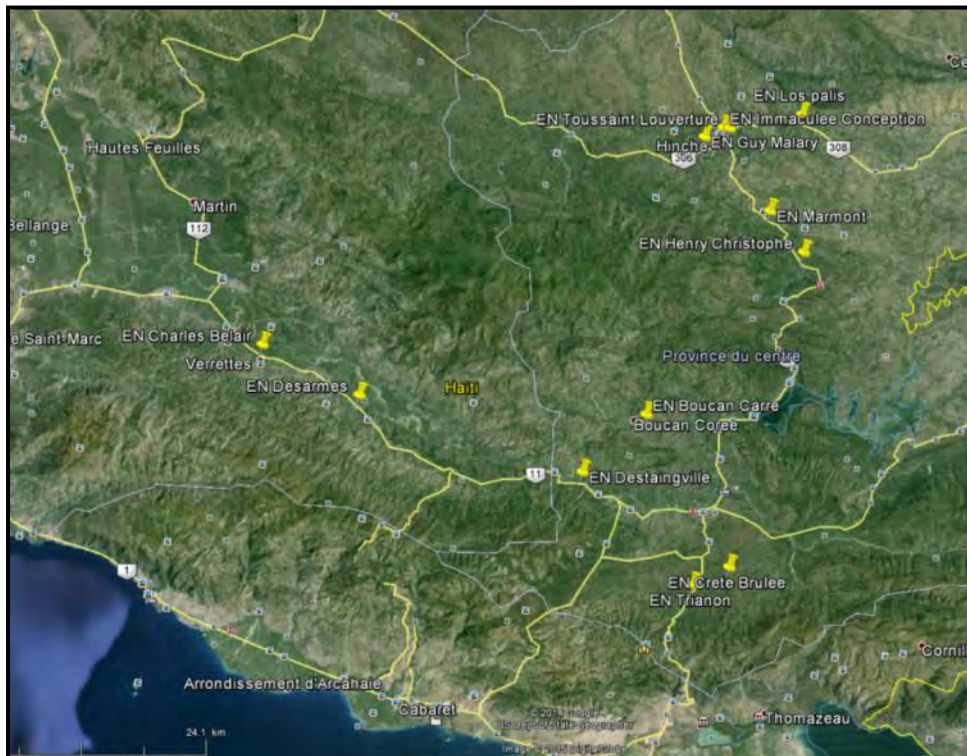 Ce
EN Los palis
EN Toussaint Louverture
EN Immaculee Conception
Hinche
EN Guy Malary
306
308
Hautes Feuilles
Martin
112
Bellange
EN Marmont
EN Henry Christophe
e Saint-Marc
EN Charles Belair
Verrettes
Province du centre
EN Desarmes
Haiti
EN Boucan Carre
Boucan Coree
11
EN Destaingville
1
EN Crete Brulee
EN Trianon
Cornill
Arrondissement d'Arcahaie
Cabaret
Thomazeau
24.1 km